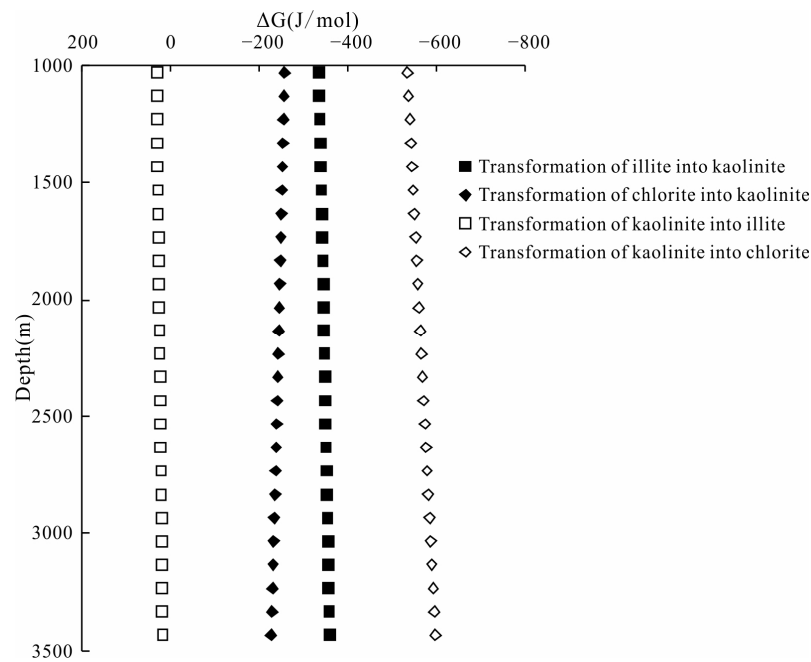 ΔG(J/mol)
200 0 −200 −400 −600 −800
1000
1500
2000
2500
3000
3500
Depth(m)
Transformation of illite into kaolinite
Transformation of chlorite into kaolinite
Transformation of kaolinite into illite
Transformation of kaolinite into chlorite